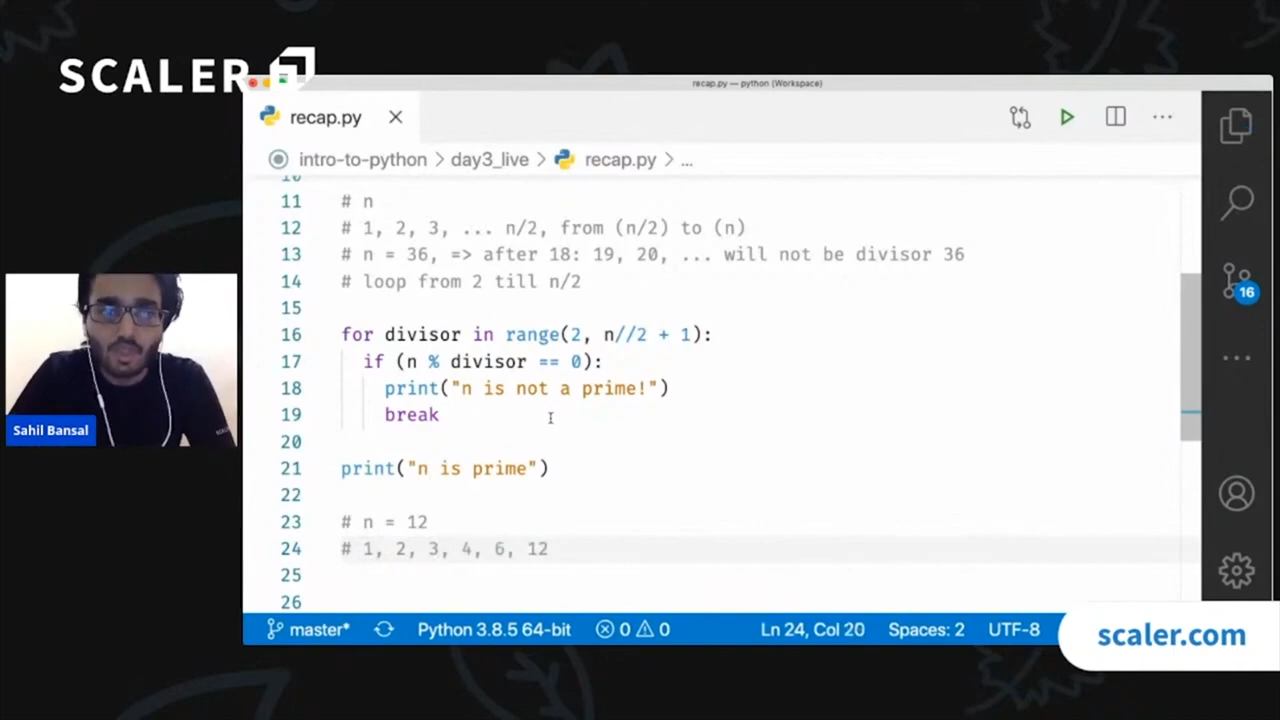 SCALER
recap.py — python (Workspace)
recap.py
intro-to-python > day3_live > recap.py > ...
10
11 # n
12 # 1, 2, 3, ... n/2, from (n/2) to (n)
13 # n = 36, => after 18: 19, 20, ... will not be divisor 36
14 # loop from 2 till n/2
15
16 for divisor in range(2, n//2 + 1):
17 if (n % divisor == 0):
18 print("n is not a prime!")
19 break
20
21 print("n is prime")
22
23 # n = 12
24 # 1, 2, 3, 4, 6, 12
25
26
16
Sahil Bansal
master* Python 3.8.5 64-bit 0 0 Ln 24, Col 20 Spaces: 2 UTF-8
scaler.com